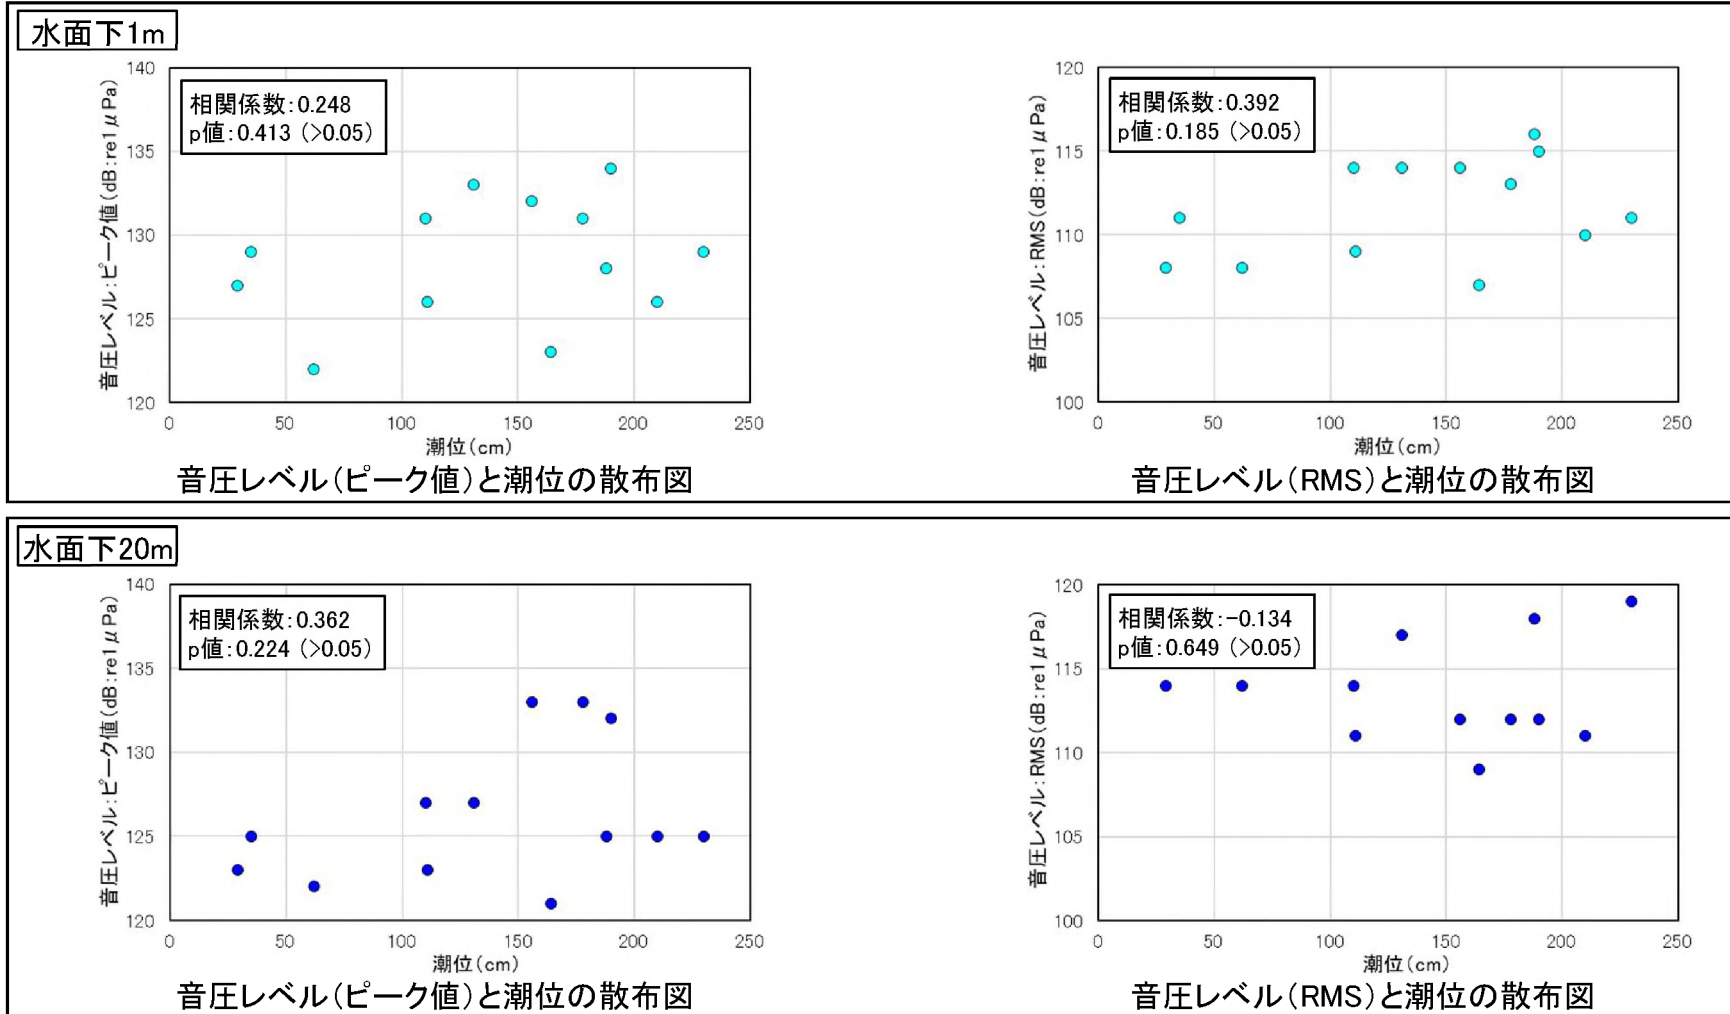 水面下1m
音圧レベル:ピーク値(dB:re1μPa)
140
135
130
125
120
相関係数:0.248
p値:0.413 (>0.05)
0 50 100 150 200 250
潮位(cm)
音圧レベル(ピーク値)と潮位の散布図
音圧レベル:RMS(dB:re1μPa)
120
115
110
105
100
相関係数:0.392
p値:0.185 (>0.05)
0 50 100 150 200 250
潮位(cm)
音圧レベル(RMS)と潮位の散布図
水面下20m
音圧レベル:ピーク値(dB:re1μPa)
140
135
130
125
120
相関係数:0.362
p値:0.224 (>0.05)
0 50 100 150 200 250
潮位(cm)
音圧レベル(ピーク値)と潮位の散布図
音圧レベル:RMS(dB:re1μPa)
120
115
110
105
100
相関係数:-0.134
p値:0.649 (>0.05)
0 50 100 150 200 250
潮位(cm)
音圧レベル(RMS)と潮位の散布図